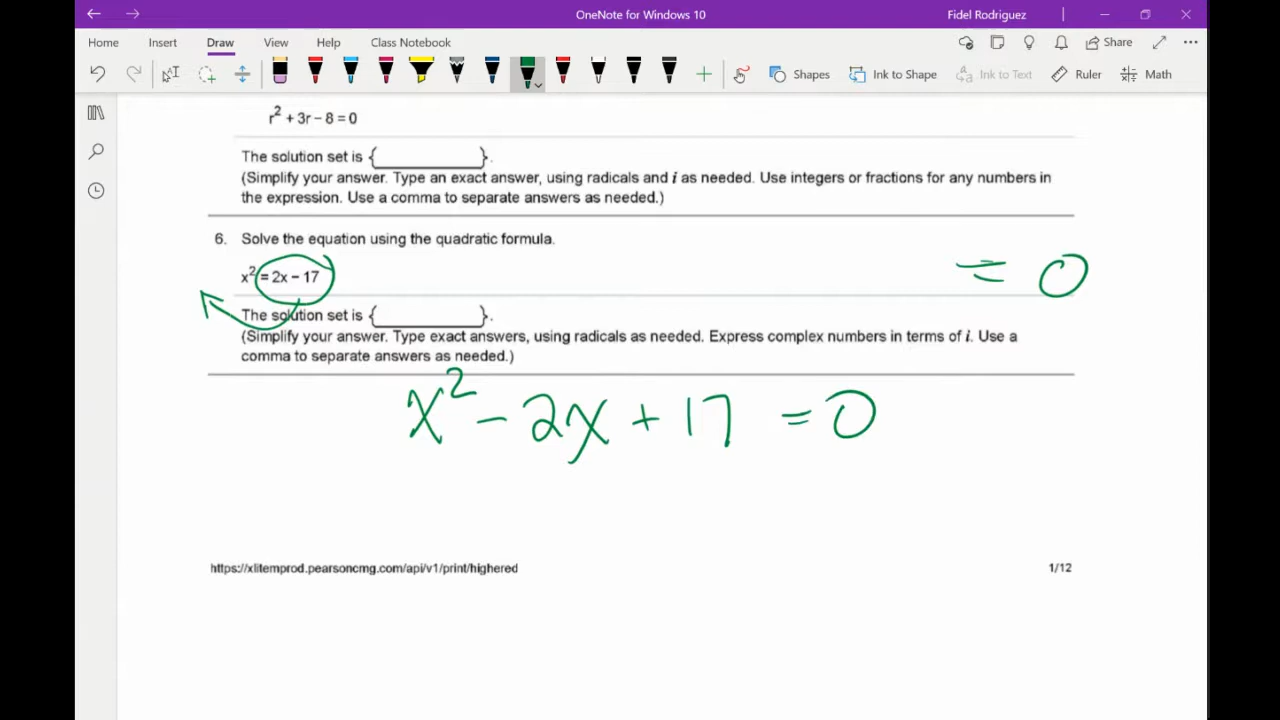 OneNote for Windows 10
Fidel Rodriguez
Home Insert Draw View Help Class Notebook
Share
Shapes Ink to Shape Ink to Text Ruler Math
r² + 3r − 8 = 0
The solution set is { }.
(Simplify your answer. Type an exact answer, using radicals and i as needed. Use integers or fractions for any numbers in
the expression. Use a comma to separate answers as needed.)
6. Solve the equation using the quadratic formula.
x² = 2x − 17
= 0
The solution set is { }.
(Simplify your answer. Type exact answers, using radicals as needed. Express complex numbers in terms of i. Use a
comma to separate answers as needed.)
x² − 2x + 17 = 0
https://xlitemprod.pearsoncmg.com/api/v1/print/highered
1/12